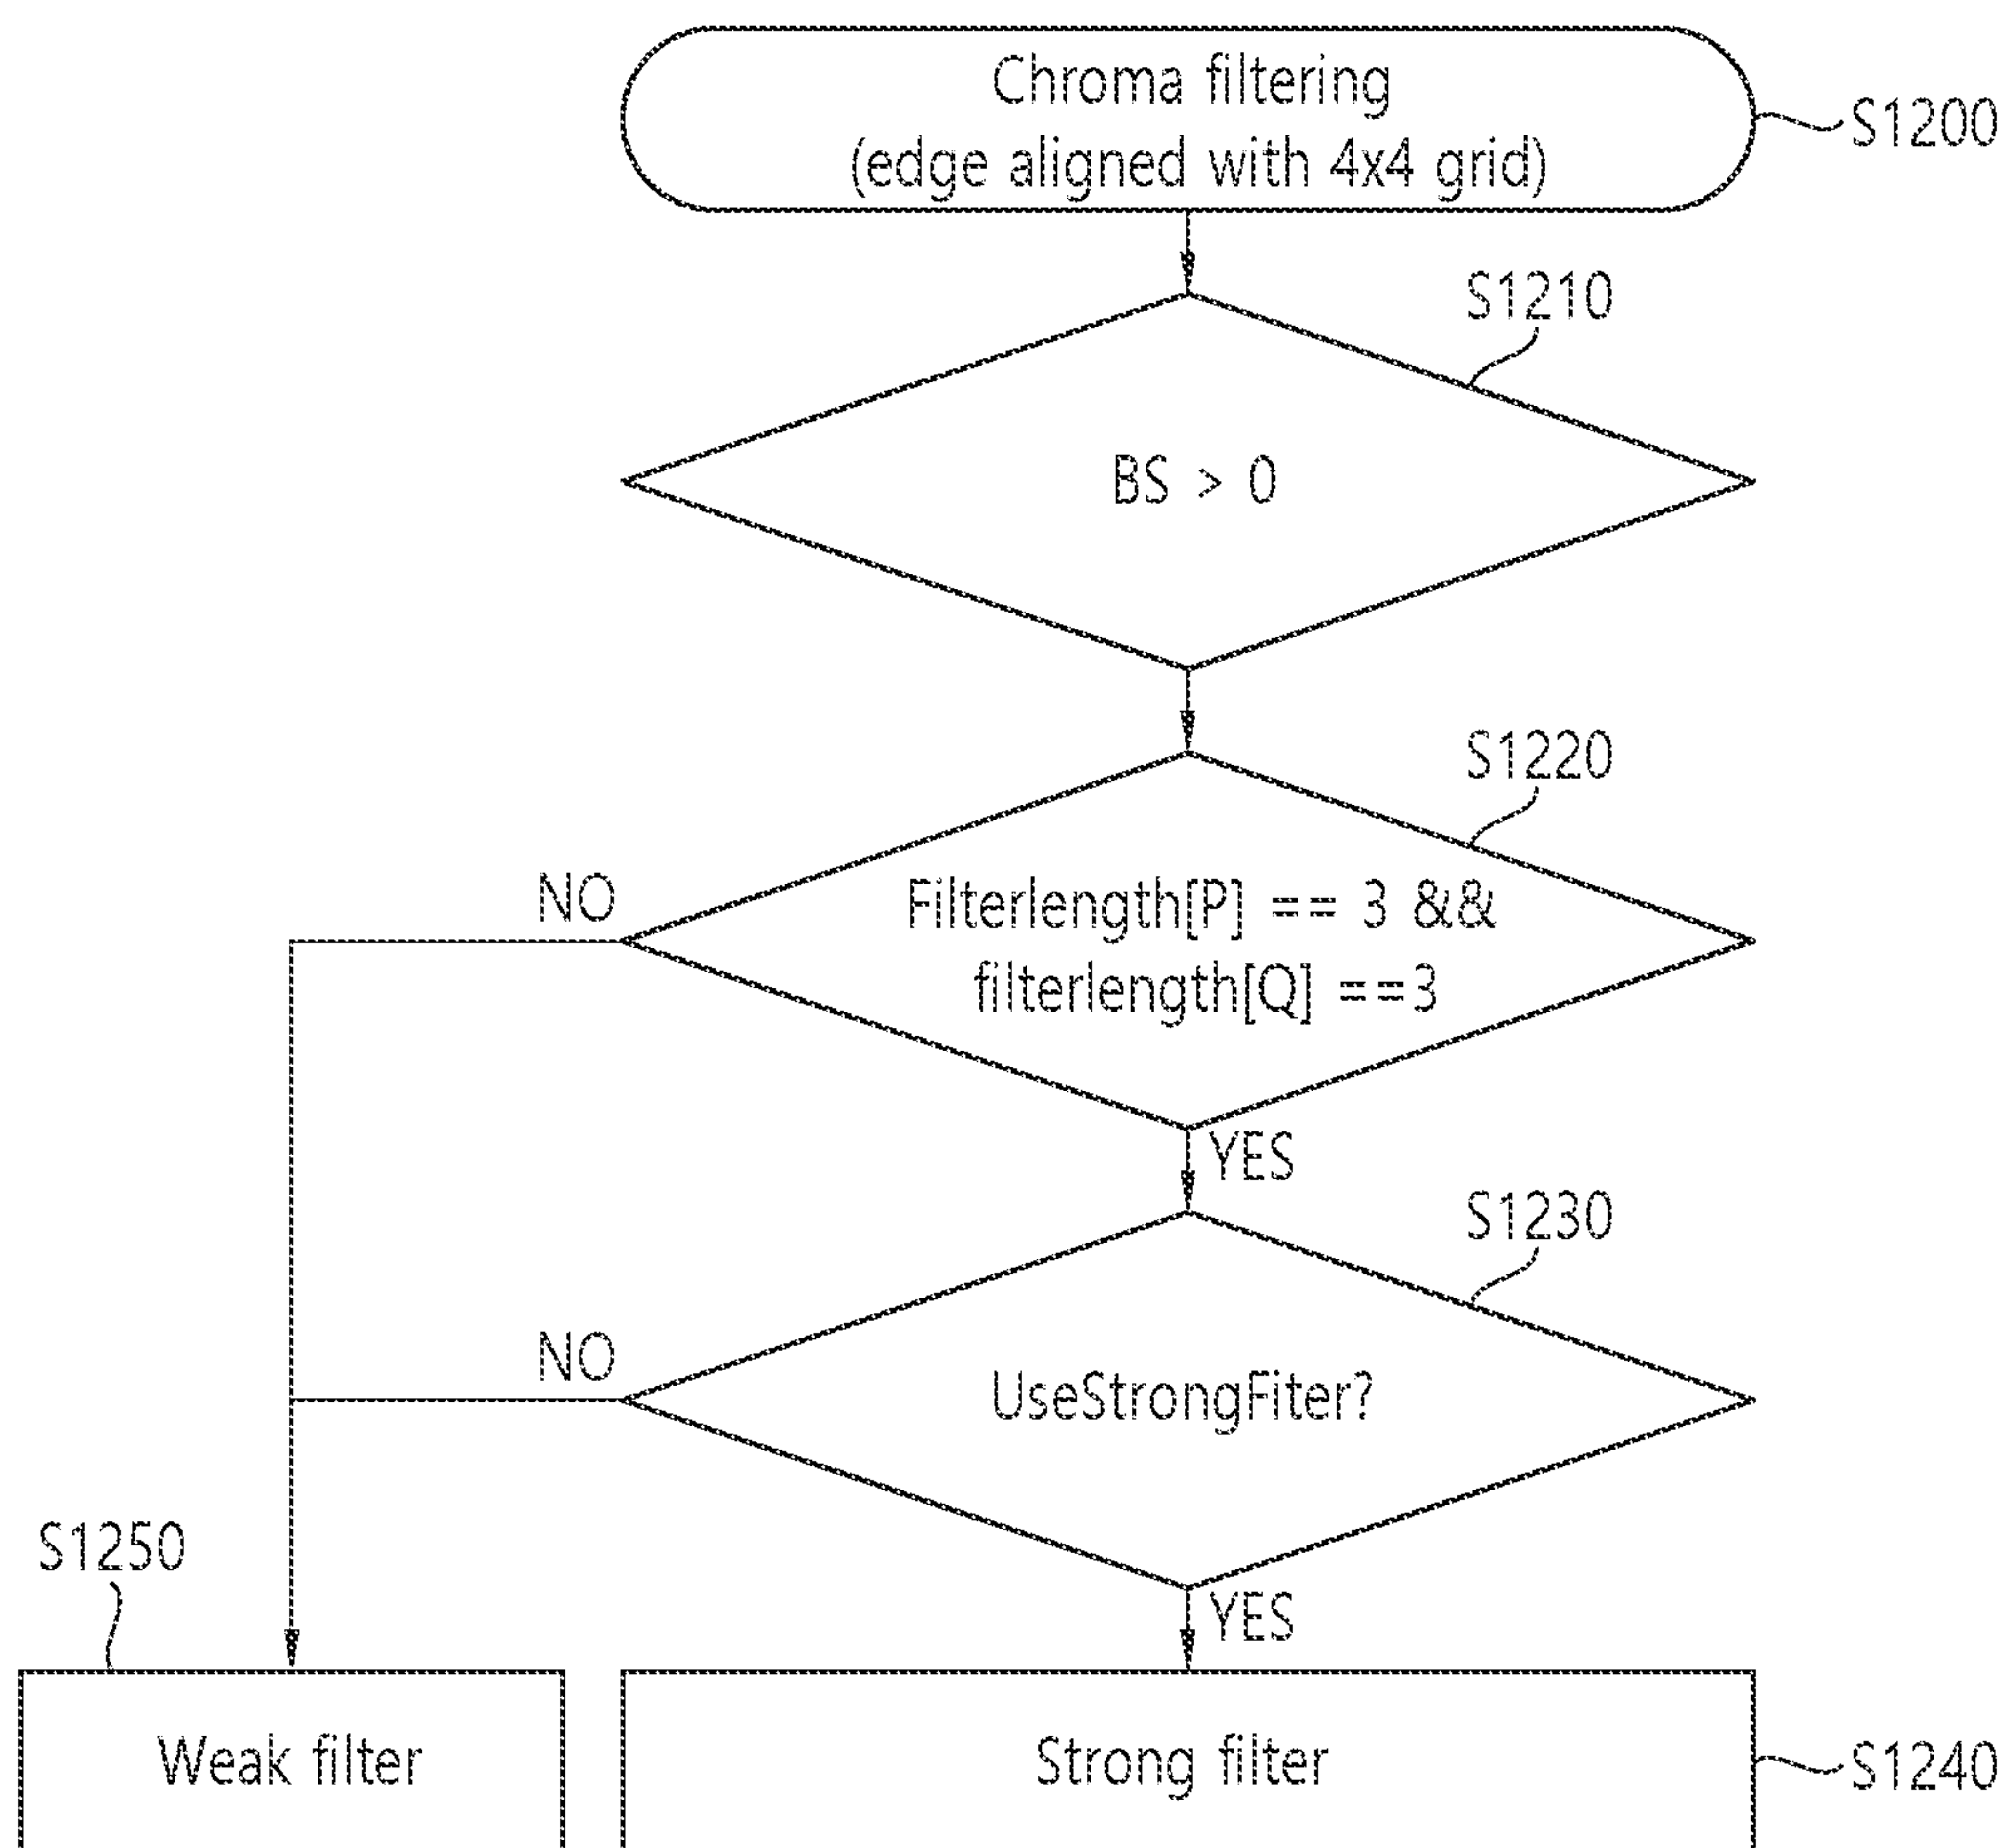 Chroma filtering
(edge aligned with 4x4 grid)
S1200
S1210
BS > 0
S1220
NO
Filterlength[P] == 3 &&
filterlength[Q] ==3
YES
S1230
NO
UseStrongFiter?
S1250
YES
Weak filter
Strong filter
S1240